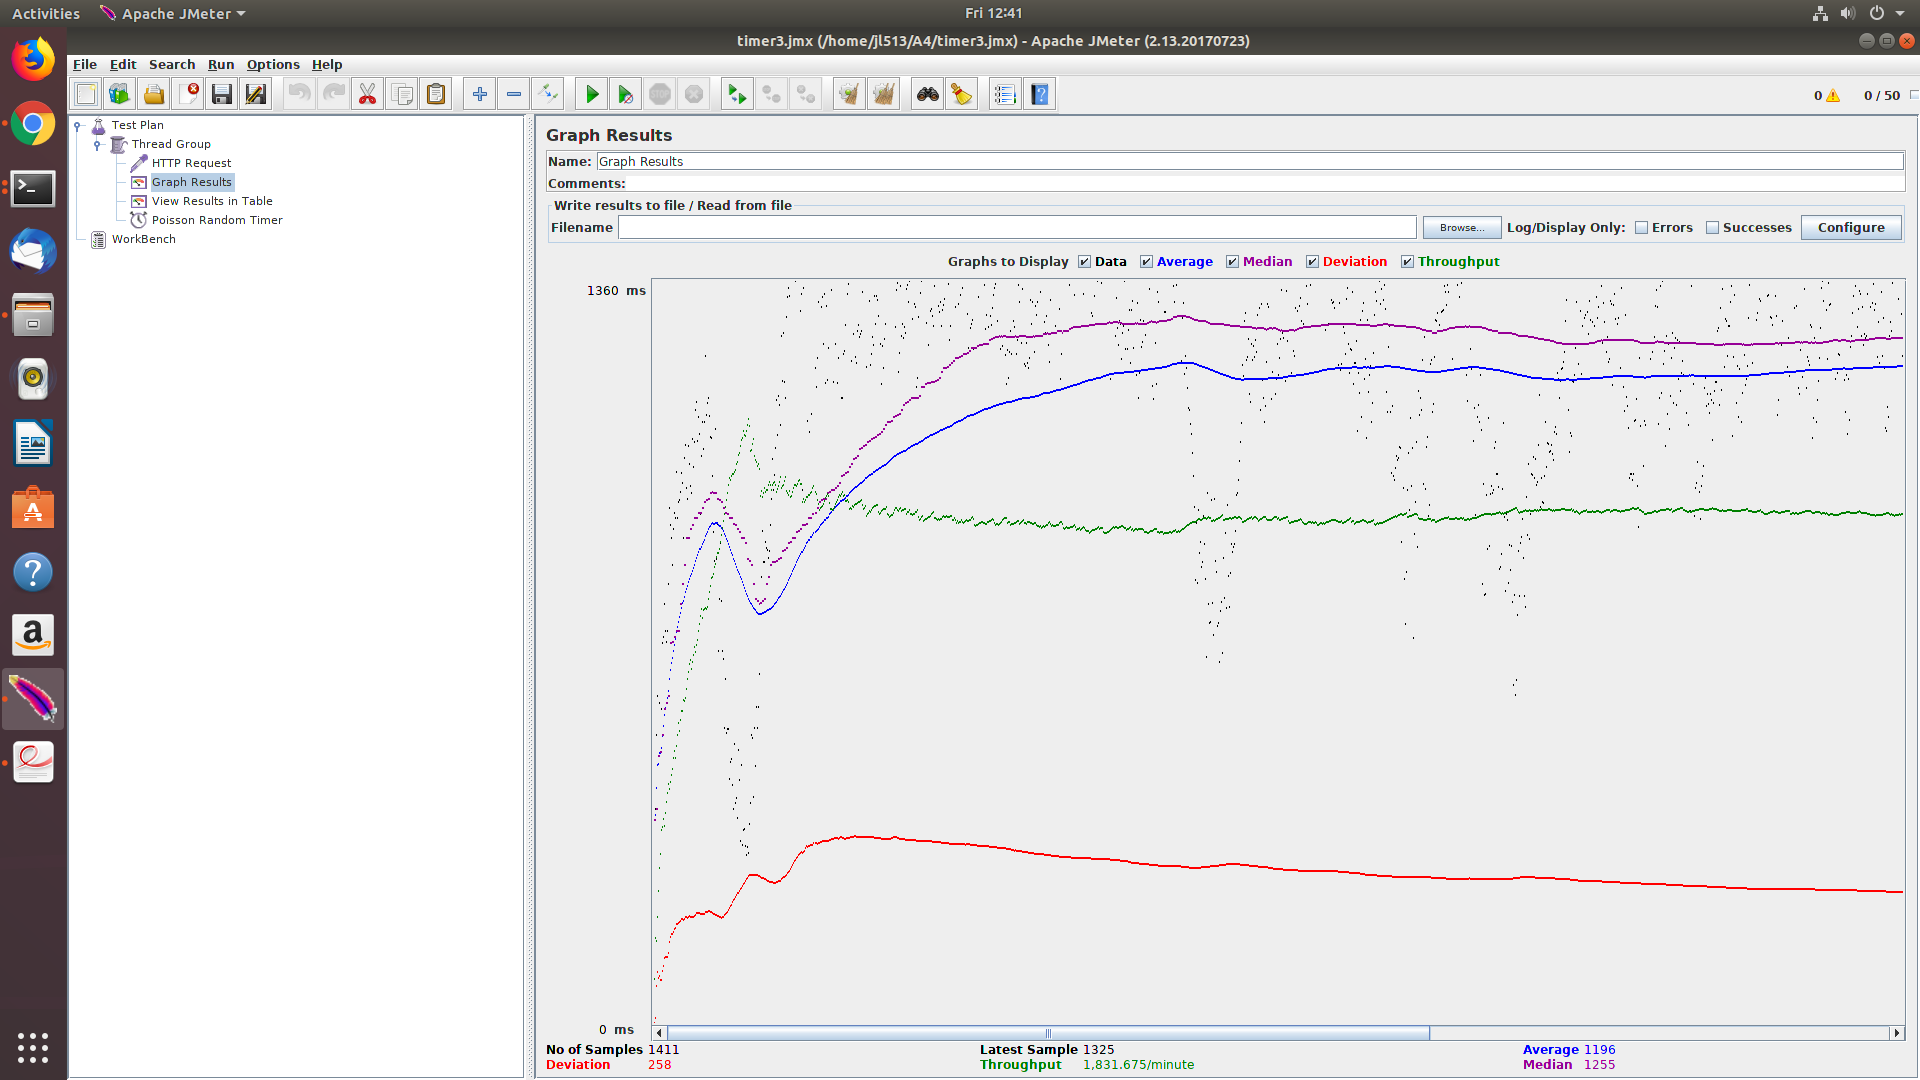 Activities Apache JMeter Fri 12:41
timer3.jmx (/home/jl513/A4/timer3.jmx) - Apache JMeter (2.13.20170723)
File Edit Search Run Options Help
STOP
0 0 / 50
Test Plan
Thread Group
HTTP Request
Graph Results
View Results in Table
Poisson Random Timer
WorkBench
Graph Results
Name: Graph Results
Comments:
Write results to file / Read from file
Filename Browse... Log/Display Only: Errors Successes Configure
Graphs to Display Data Average Median Deviation Throughput
1360 ms
0 ms
No of Samples 1411 Latest Sample 1325 Average 1196
Deviation 258 Throughput 1,831.675/minute Median 1255